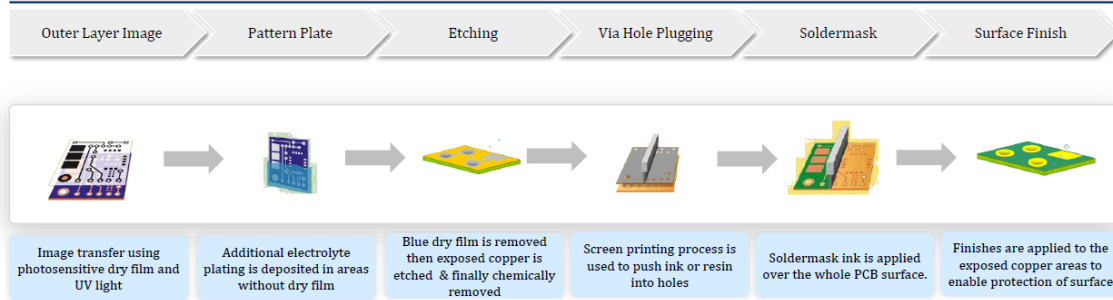 Outer Layer Image
Pattern Plate
Etching
Via Hole Plugging
Soldermask
Surface Finish
Image transfer using
photosensitive dry film and
UV light
Additional electrolyte
plating is deposited in areas
without dry film
Blue dry film is removed
then exposed copper is
etched & finally chemically
removed
Screen printing process is
used to push ink or resin
into holes
Soldermask ink is applied
over the whole PCB surface.
Finishes are applied to the
exposed copper areas to
enable protection of surface